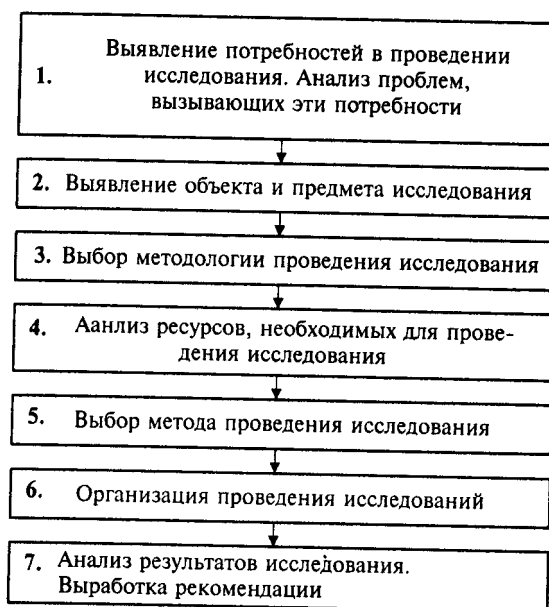 Выявление потребностей в проведении
1. исследования. Анализ проблем,
вызывающих эти потребности
2. Выявление объекта и предмета исследования
3. Выбор методологии проведения исследования
4. Аанлиз ресурсов, необходимых для прове-
дения исследования
5. Выбор метода проведения исследования
6. Организация проведения исследований
7. Анализ результатов исследования.
Выработка рекомендации